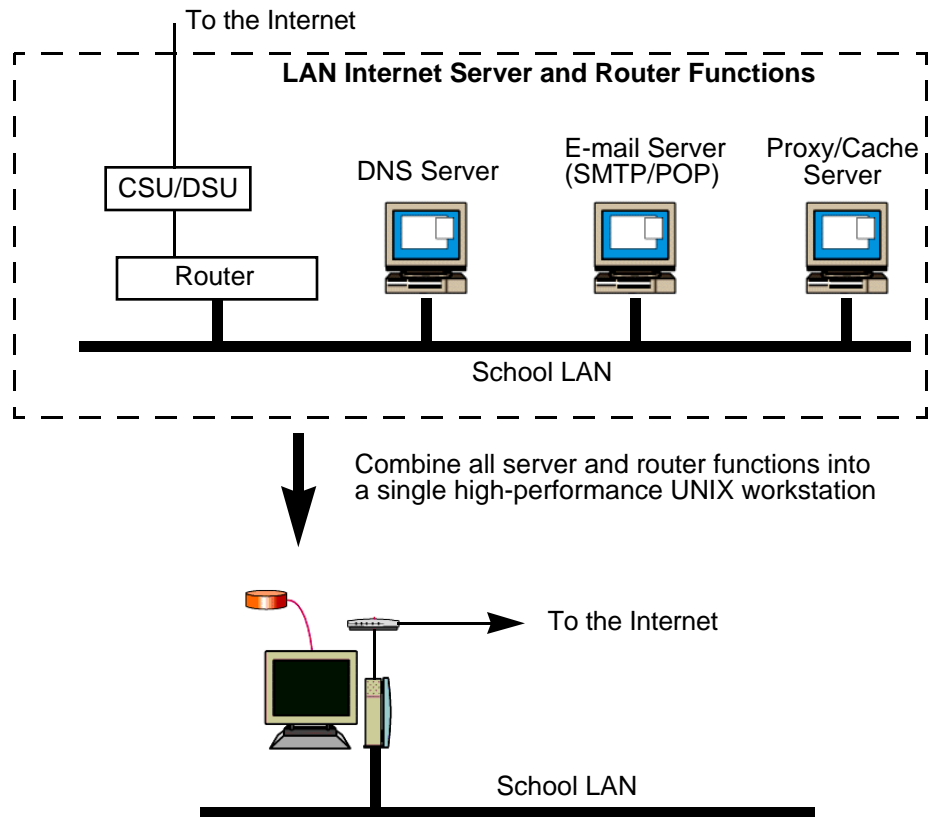 To the Internet
LAN Internet Server and Router Functions
CSU/DSU
Router
DNS Server
E-mail Server
(SMTP/POP)
Proxy/Cache
Server
School LAN
Combine all server and router functions into
a single high-performance UNIX workstation
To the Internet
School LAN